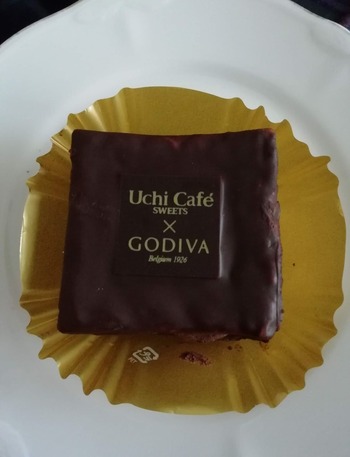 Uchi Café
SWEETS
×
GODIVA
Belgium 1926